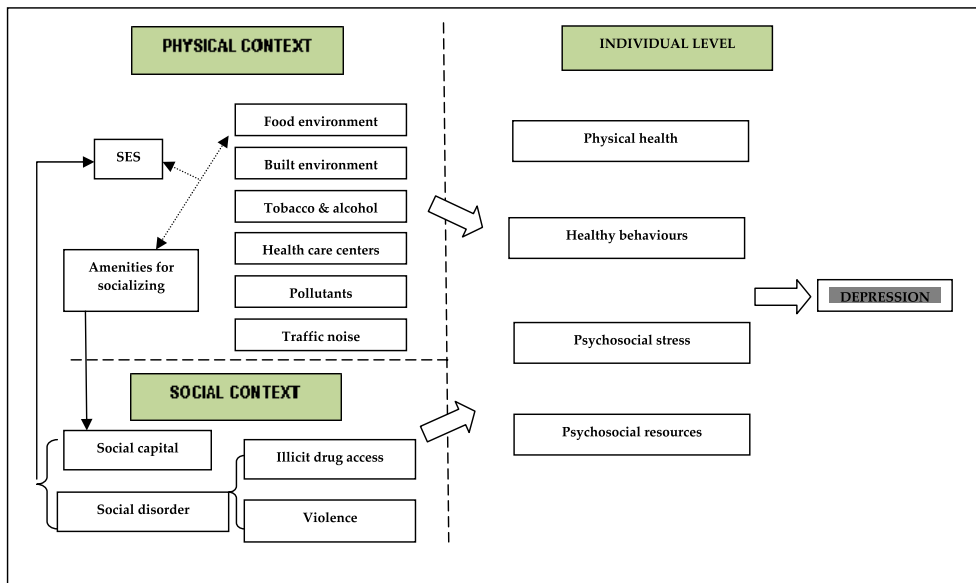 PHYSICAL CONTEXT
SES
Amenities for
socializing
Food environment
Built environment
Tobacco & alcohol
Health care centers
Pollutants
Traffic noise
SOCIAL CONTEXT
Social capital
Social disorder
Illicit drug access
Violence
INDIVIDUAL LEVEL
Physical health
Healthy behaviours
Psychosocial stress
Psychosocial resources
DEPRESSION